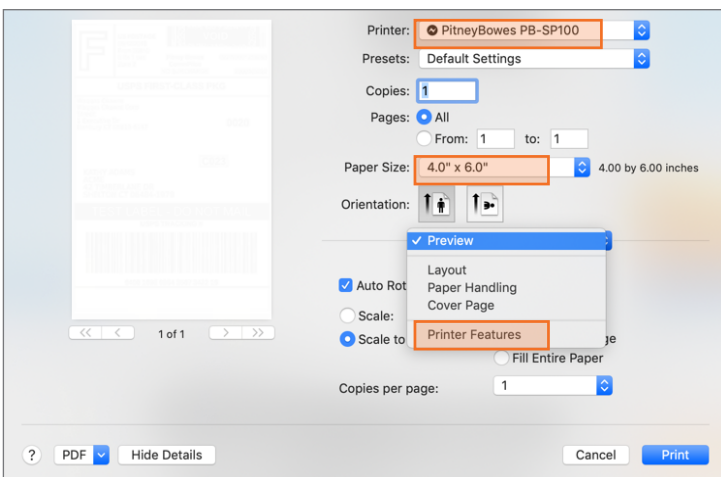 Printer: PitneyBowes PB-SP100
Presets: Default Settings
Copies: 1
Pages: All
From: 1 to: 1
Paper Size: 4.0" x 6.0" 4.00 by 6.00 inches
Orientation:
Preview
Layout
Auto Rot
Paper Handling
Cover Page
Scale:
Printer Features
Scale to
ge
Fill Entire Paper
Copies per page: 1
F
<< < 1 of 1 > >>
? PDF Hide Details Cancel Print